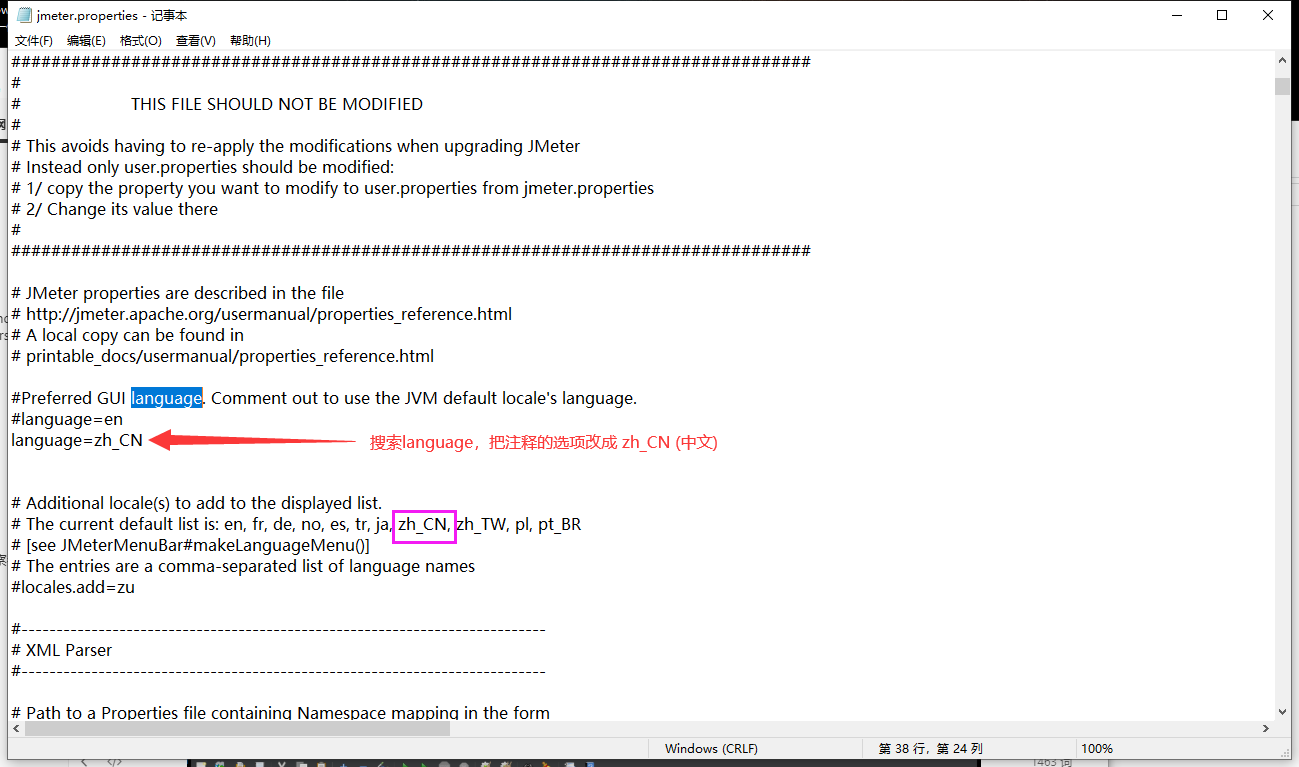 jmeter.properties - 记事本
文件(F) 编辑(E) 格式(O) 查看(V) 帮助(H)
################################################################################
#
# THIS FILE SHOULD NOT BE MODIFIED
#
# This avoids having to re-apply the modifications when upgrading JMeter
# Instead only user.properties should be modified:
# 1/ copy the property you want to modify to user.properties from jmeter.properties
# 2/ Change its value there
#
################################################################################
# JMeter properties are described in the file
# http://jmeter.apache.org/usermanual/properties_reference.html
# A local copy can be found in
# printable_docs/usermanual/properties_reference.html
#Preferred GUI language. Comment out to use the JVM default locale's language.
#language=en
language=zh_CN
搜索language，把注释的选项改成 zh_CN (中文)
# Additional locale(s) to add to the displayed list.
# The current default list is: en, fr, de, no, es, tr, ja, zh_CN, zh_TW, pl, pt_BR
# [see JMeterMenuBar#makeLanguageMenu()]
# The entries are a comma-separated list of language names
#locales.add=zu
#---------------------------------------------------------------------------
# XML Parser
#---------------------------------------------------------------------------
# Path to a Properties file containing Namespace mapping in the form
Windows (CRLF) 第 38 行，第 24 列 100%
1463 词